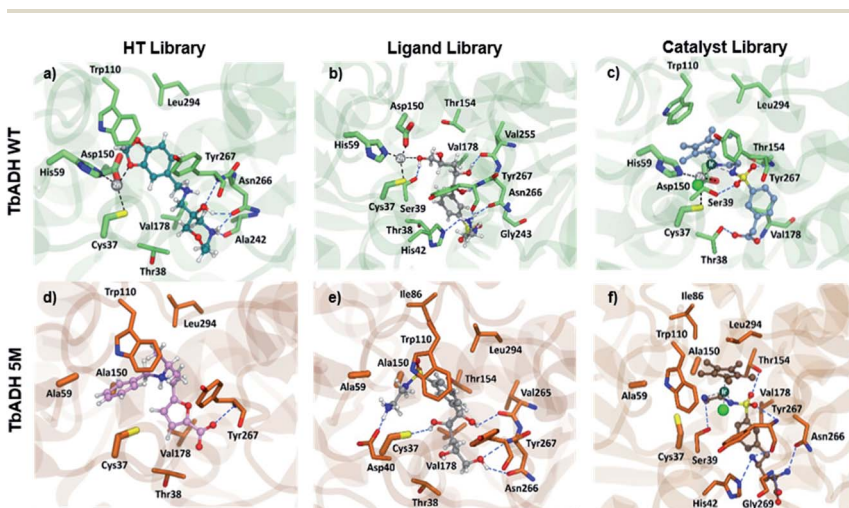 HT Library
Ligand Library
Catalyst Library
TbADH WT
a)
Trp110
Leu294
His59
Asp150
Tyr267
Asn266
Val178
Ala242
Cys37
Thr38
b)
Asp150
Thr154
His59
Val178
Val255
Tyr267
Asn266
Cys37
Ser39
Thr38
His42
Gly243
c)
Trp110
Leu294
His59
Thr154
Asp150
Tyr267
Ser39
Cys37
Val178
Thr38
TbADH 5M
d)
Trp110
Leu294
Ala150
Ala59
Val178
Tyr267
Cys37
Thr38
e)
Ile86
Trp110
Leu294
Ala150
Ala59
Thr154
Val265
Cys37
Tyr267
Asp40
Val178
Asn266
Thr38
f)
Ile86
Trp110
Leu294
Ala150
Thr154
Ala59
Val178
Tyr267
Cys37
Ser39
Asn266
His42
Gly269